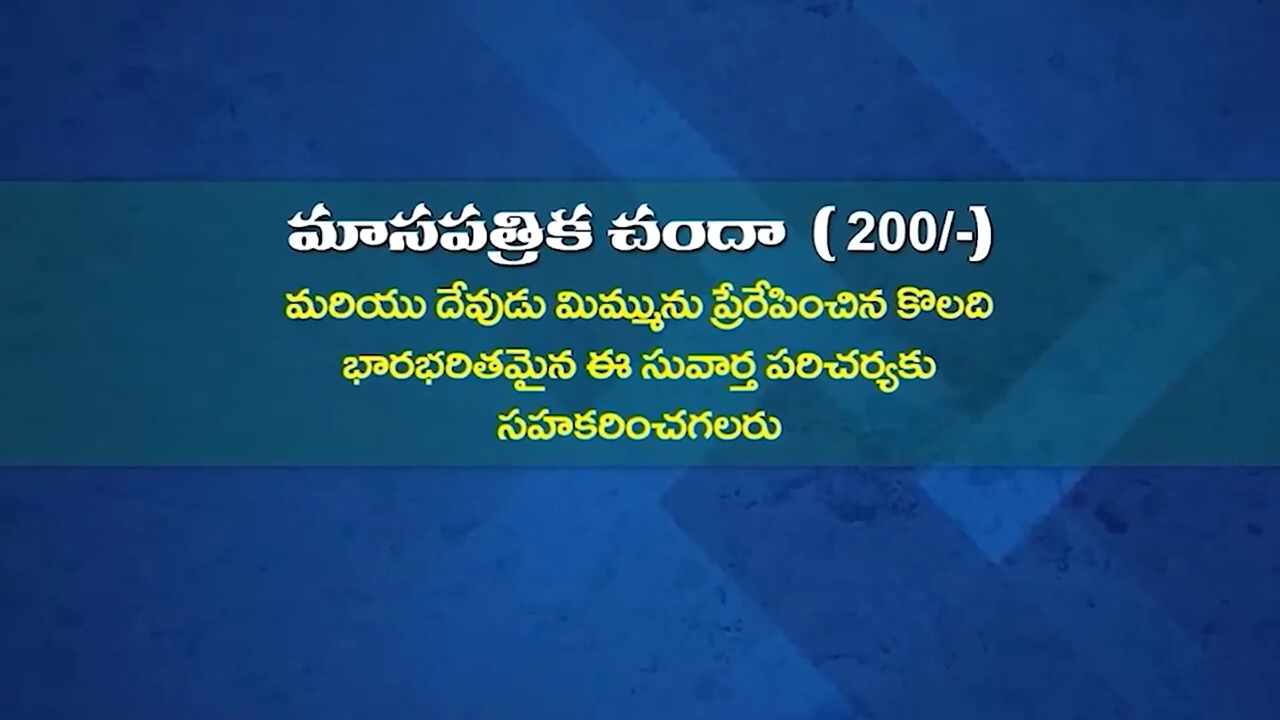 మాసపత్రిక చందా ( 200/-)
మరియు దేవుడు మిమ్మును ప్రేరేపించిన కొలది
భారభరితమైన ఈ సువార్త పరిచర్యకు
సహకరించగలరు